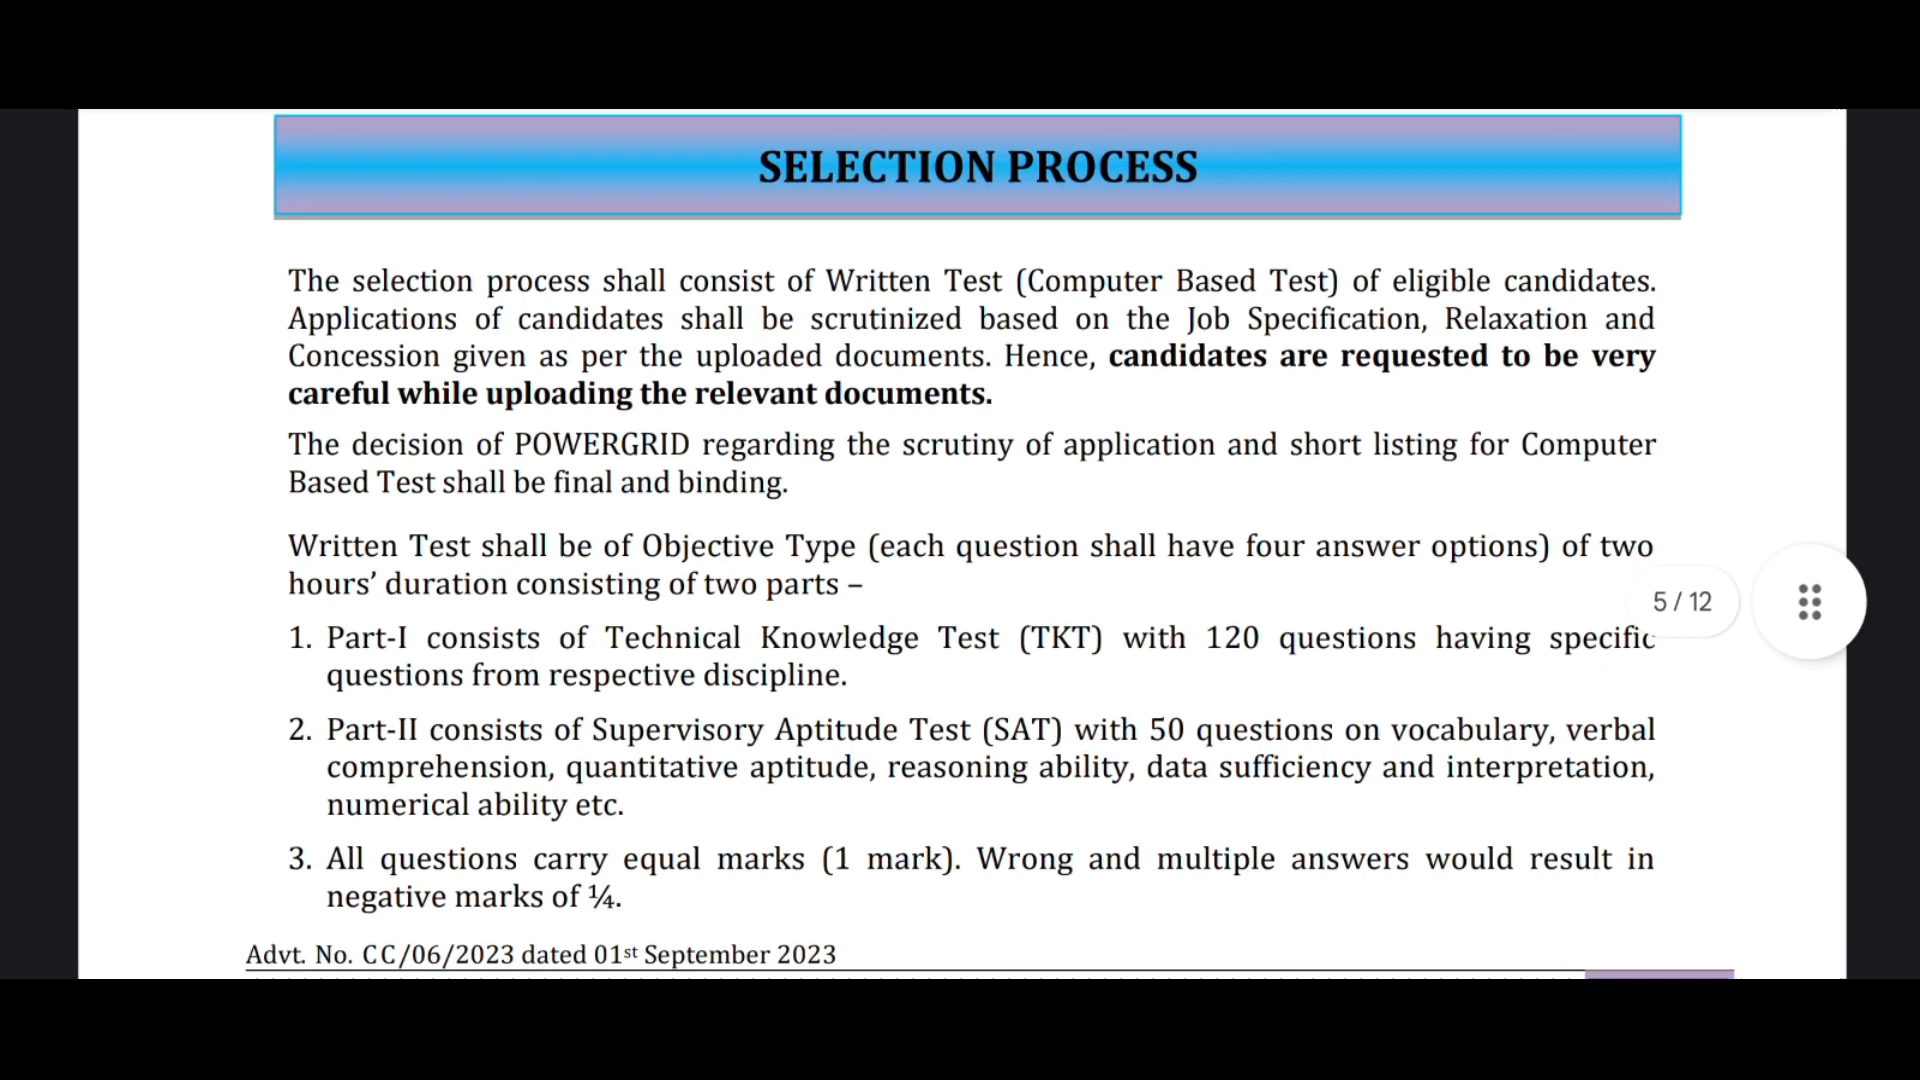 SELECTION PROCESS
The selection process shall consist of Written Test (Computer Based Test) of eligible candidates.
Applications of candidates shall be scrutinized based on the Job Specification, Relaxation and
Concession given as per the uploaded documents. Hence, candidates are requested to be very
careful while uploading the relevant documents.
The decision of POWERGRID regarding the scrutiny of application and short listing for Computer
Based Test shall be final and binding.
Written Test shall be of Objective Type (each question shall have four answer options) of two
hours’ duration consisting of two parts –
5 / 12
1. Part-I consists of Technical Knowledge Test (TKT) with 120 questions having specific
questions from respective discipline.
2. Part-II consists of Supervisory Aptitude Test (SAT) with 50 questions on vocabulary, verbal
comprehension, quantitative aptitude, reasoning ability, data sufficiency and interpretation,
numerical ability etc.
3. All questions carry equal marks (1 mark). Wrong and multiple answers would result in
negative marks of ¼.
Advt. No. CC/06/2023 dated 01st September 2023